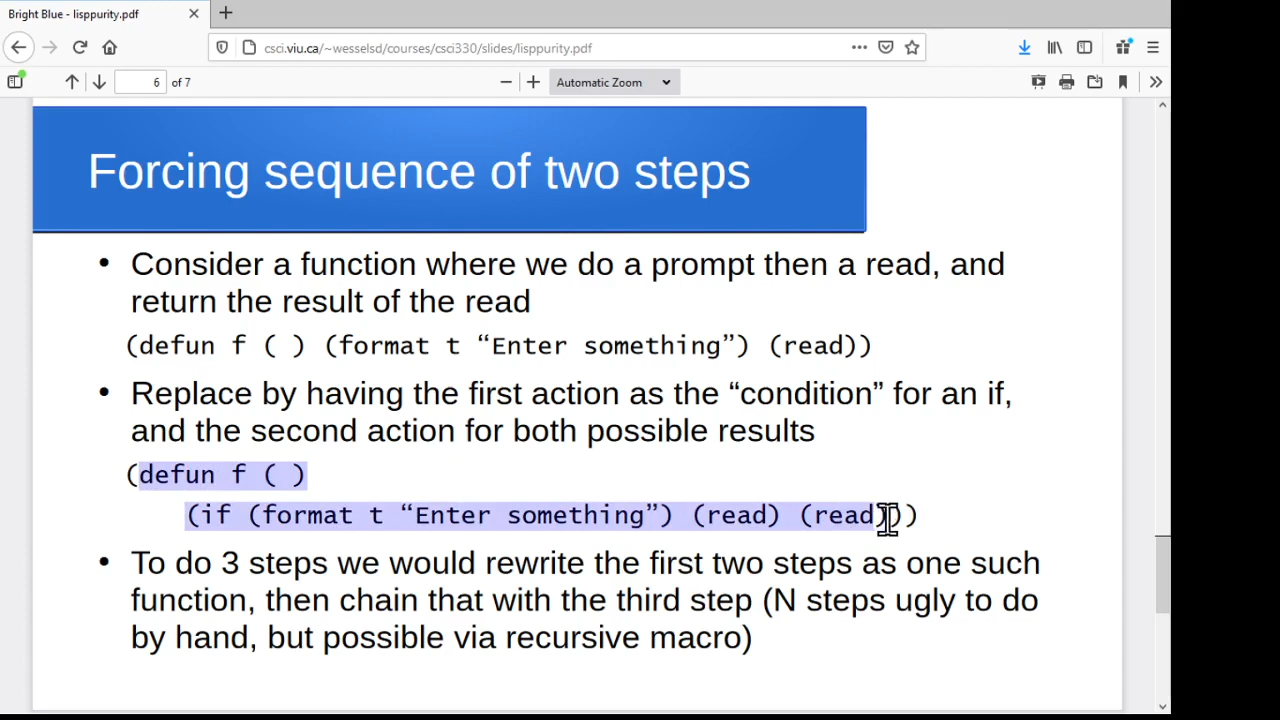 Bright Blue - lisppurity.pdf
csci.viu.ca/~wesselsd/courses/csci330/slides/lisppurity.pdf
6 of 7
Automatic Zoom
Forcing sequence of two steps
• Consider a function where we do a prompt then a read, and
return the result of the read
(defun f ( ) (format t “Enter something”) (read))
• Replace by having the first action as the “condition” for an if,
and the second action for both possible results
(defun f ( )
(if (format t “Enter something”) (read) (read)))
• To do 3 steps we would rewrite the first two steps as one such
function, then chain that with the third step (N steps ugly to do
by hand, but possible via recursive macro)